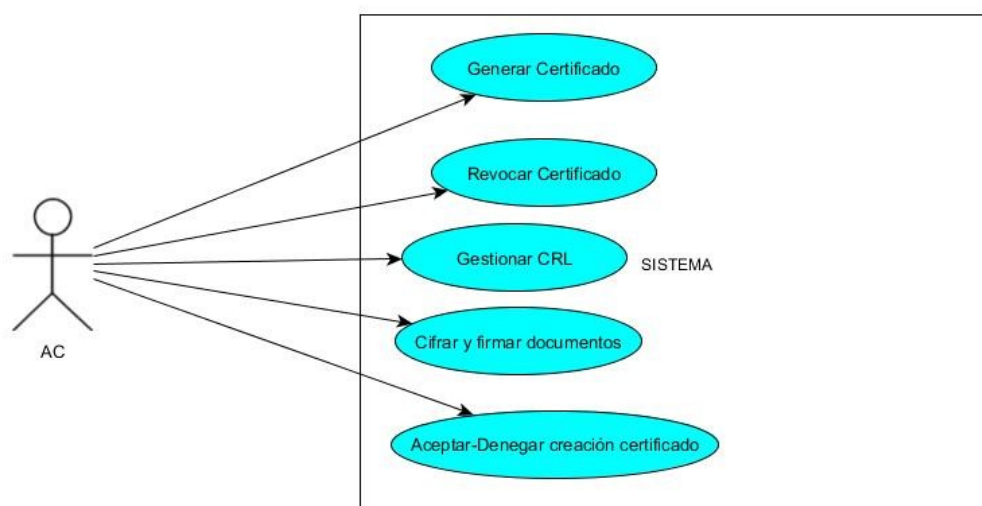 Generar Certificado
Revocar Certificado
Gestionar CRL
SISTEMA
Cifrar y firmar documentos
AC
Aceptar-Denegar creación certificado